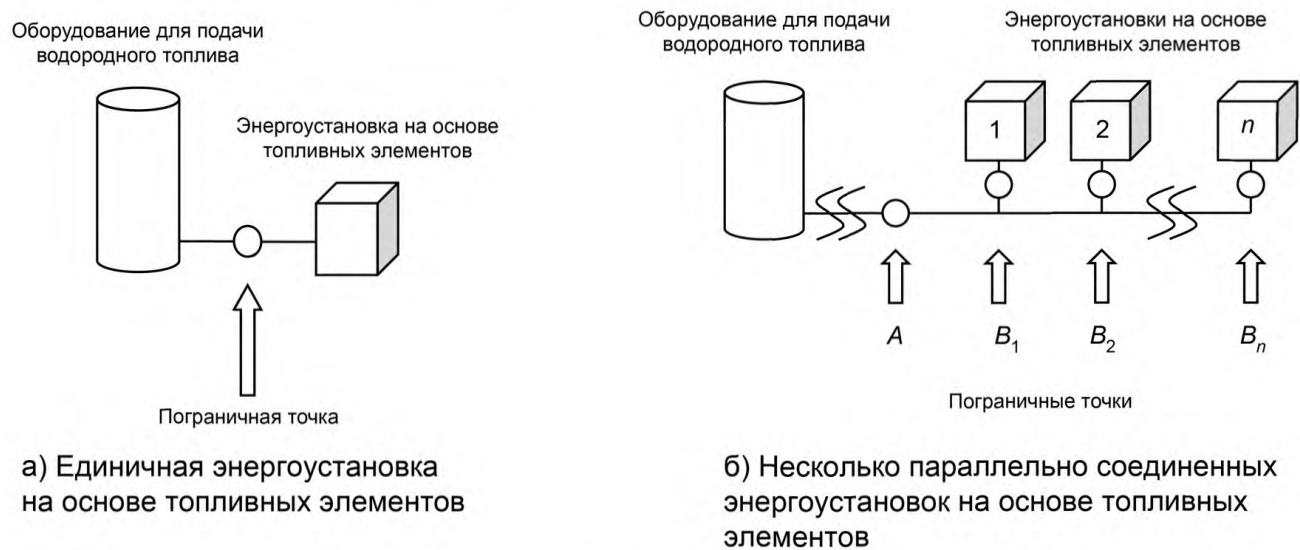 Оборудование для подачи
водородного топлива
Энергоустановка на основе
топливных элементов
Пограничная точка
а) Единичная энергоустановка
на основе топливных элементов
Оборудование для подачи
водородного топлива
Энергоустановки на основе
топливных элементов
1
2
n
A
B1
B2
Bn
Пограничные точки
б) Несколько параллельно соединенных
энергоустановок на основе топливных
элементов